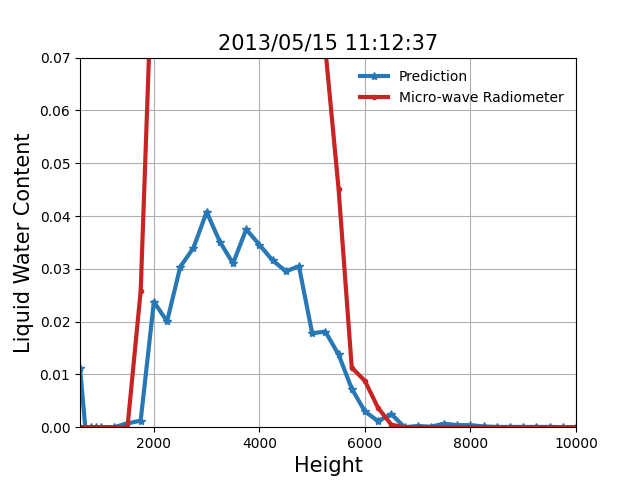 2013/05/15 11:12:37
Prediction
Micro-wave Radiometer
Liquid Water Content
0.07
0.06
0.05
0.04
0.03
0.02
0.01
0.00
2000 4000 6000 8000 10000
Height